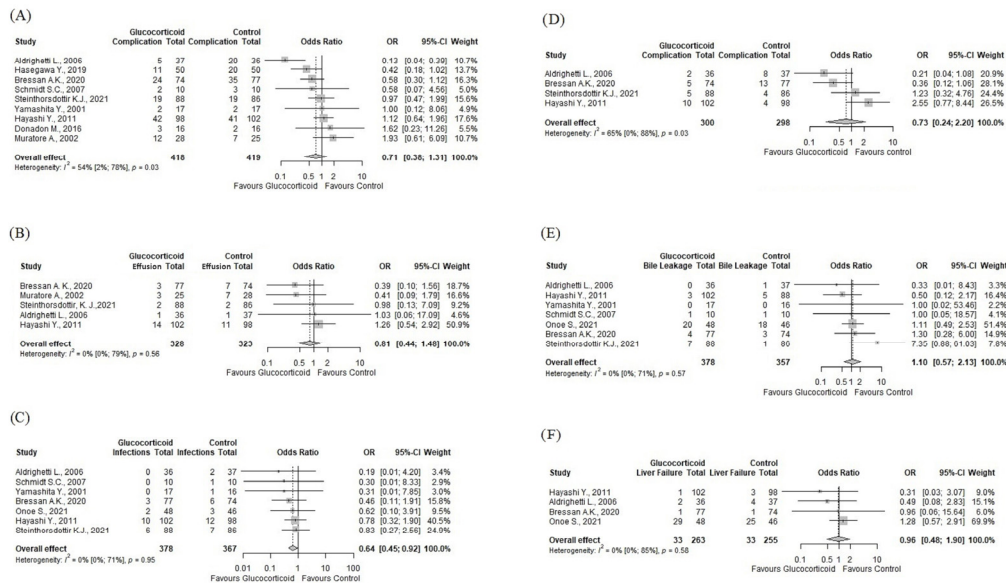 (A)
Glucocorticoid Control
Study Complication Total Complication Total Odds Ratio OR 95%-CI Weight
Aldrighetti L., 2006 5 37 20 36 0.13 [0.04; 0.39] 10.7%
Hasegawa Y., 2019 11 50 20 50 0.42 [0.18; 1.02]
Bressan A.K., 2020 24 74 35 77 0.58 [0.30; 1.12]
Schmidt S.C., 2007 2 10 3 10 0.58 [0.07; 4.56]
Steinthorsdottir K.J., 2021 19 88 19 86 0.97 [0.47; 1.99]
Yamashita Y., 2001 2 17 2 17 1.00 [0.12; 8.06]
Hayashi Y., 2011 42 98 41 102 1.12 [0.64; 1.96]
Donadon M., 2016 3 16 2 16 1.62 [0.23; 11.26]
Muratore A., 2002 12 28 7 25 1.93 [0.61; 6.09]
Overall effect 418 419 0.71 [0.38; 1.31] 100.0%
Heterogeneity: I² = 54% [2%; 78%], p = 0.03
0.1 0.5 1 2 10
Favours Glucocorticoid Favours Control
(B)
Glucocorticoid Control
Study Effusion Total Effusion Total Odds Ratio OR 95%-CI Weight
Bressan A.K., 2020 3 77 7 74 0.39 [0.10; 1.56] 18.7%
Muratore A., 2002 3 25 7 28 0.41 [0.09; 1.79] 16.5%
Steinthorsdottir, K.J., 2021 2 88 2 86 0.98 [0.13; 7.09] 9.2%
Aldrighetti L., 2006 1 36 1 37 1.03 [0.06; 17.09] 4.6%
Hayashi Y., 2011 14 102 11 98 1.26 [0.54; 2.92] 50.9%
Overall effect 328 323 0.81 [0.44; 1.48] 100.0%
Heterogeneity: I² = 0% [0%; 79%], p = 0.56
0.1 0.5 1 2 10
Favours Glucocorticoid Favours Control
(C)
Glucocorticoid Control
Study Infections Total Infections Total Odds Ratio OR 95%-CI Weight
Aldrighetti L., 2006 0 36 2 37 0.19 [0.01; 4.20] 3.4%
Schmidt S.C., 2007 0 10 1 10 0.30 [0.01; 8.33] 2.9%
Yamashita Y., 2001 0 17 1 16 0.31 [0.01; 7.85] 3.0%
Bressan A.K., 2020 3 77 6 74 0.46 [0.11; 1.91] 15.9%
Onoe S., 2021 2 48 3 46 0.62 [0.10; 3.91]
Hayashi Y., 2011 10 102 12 98 0.78 [0.32; 1.90] 40.4%
Steinthorsdottir K.J., 2021 6 88 7 86 0.83 [0.27; 2.56] 24.9%
Overall effect 378 367 0.64 [0.45; 0.92] 100.0%
Heterogeneity: I² = 0% [0%; 71%], p = 0.95
0.01 0.1 1 10 100
Favours Glucocorticoid Favours Control
(D)
Glucocorticoid Control
Study Complication Total Complication Total Odds Ratio OR 95%-CI Weight
Aldrighetti L., 2006 2 36 8 37 0.21 [0.04; 1.08] 20.9%
Bressan A.K., 2020 5 74 13 77 0.36 [0.12; 1.06] 28.1%
Steinthorsdottir K.J., 2021 5 88 4 86 1.23 [0.32; 4.76] 24.4%
Hayashi Y., 2011 10 102 4 98 2.55 [0.77; 8.44]
Overall effect 300 298 0.73 [0.24; 2.20] 100.0%
Heterogeneity: I² = 65% [0%; 88%], p = 0.03
0.1 0.5 1 2 10
Favours Glucocorticoid Favours Control
(E)
Glucocorticoid Control
Study Bile Leakage Total Bile Leakage Total Odds Ratio OR 95%-CI Weight
Aldrighetti L., 2006 0 36 1 37 0.33 [0.01; 8.43] 3.3%
Hayashi Y., 2011 3 102 5 88 0.50 [0.12; 2.17]
Yamashita Y., 2001 0 17 0 16 1.00 [0.02; 53.46]
Schmidt S.C., 2007 1 10 1 10 1.00 [0.05; 18.57]
Onoe S., 2021 20 48 18 46 1.11 [0.49; 2.53]
Bressan A.K., 2020 4 77 3 74 1.30 [0.28; 6.00]
Steinthorsdottir K.J., 2021 7 88 1 86 7.35 [0.88; 61.03] 7.8%
Overall effect 378 357 1.10 [0.57; 2.13] 100.0%
Heterogeneity: I² = 0% [0%; 71%], p = 0.57
0.1 0.5 1 2 10
Favours Glucocorticoid Favours Control
(F)
Glucocorticoid Control
Study Liver Failure Total Liver Failure Total Odds Ratio OR 95%-CI Weight
Hayashi Y., 2011 1 102 3 98 0.31 [0.03; 3.07] 9.0%
Aldrighetti L., 2006 2 36 4 37 0.49 [0.08; 2.83] 15.1%
Bressan A.K., 2020 1 77 1 74 0.96 [0.06; 15.64]
Onoe S., 2021 29 48 25 46 1.28 [0.57; 2.91]
Overall effect 33 263 33 255 0.96 [0.48; 1.90] 100.0%
Heterogeneity: I² = 0% [0%; 85%], p = 0.58
0.1 0.5 1 2 10
Favours Glucocorticoid Favours Control